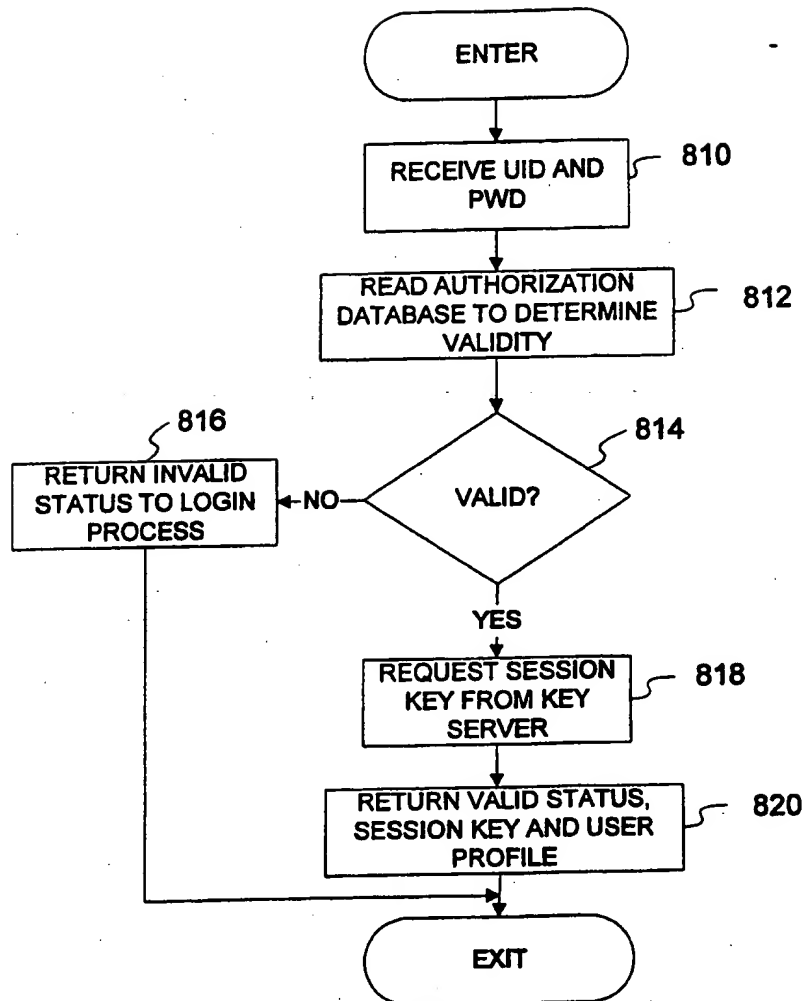 ENTER
RECEIVE UID AND
PWD
810
READ AUTHORIZATION
DATABASE TO DETERMINE
VALIDITY
812
816
814
RETURN INVALID
STATUS TO LOGIN
PROCESS
NO
VALID?
YES
REQUEST SESSION
KEY FROM KEY
SERVER
818
RETURN VALID STATUS,
SESSION KEY AND USER
PROFILE
820
EXIT